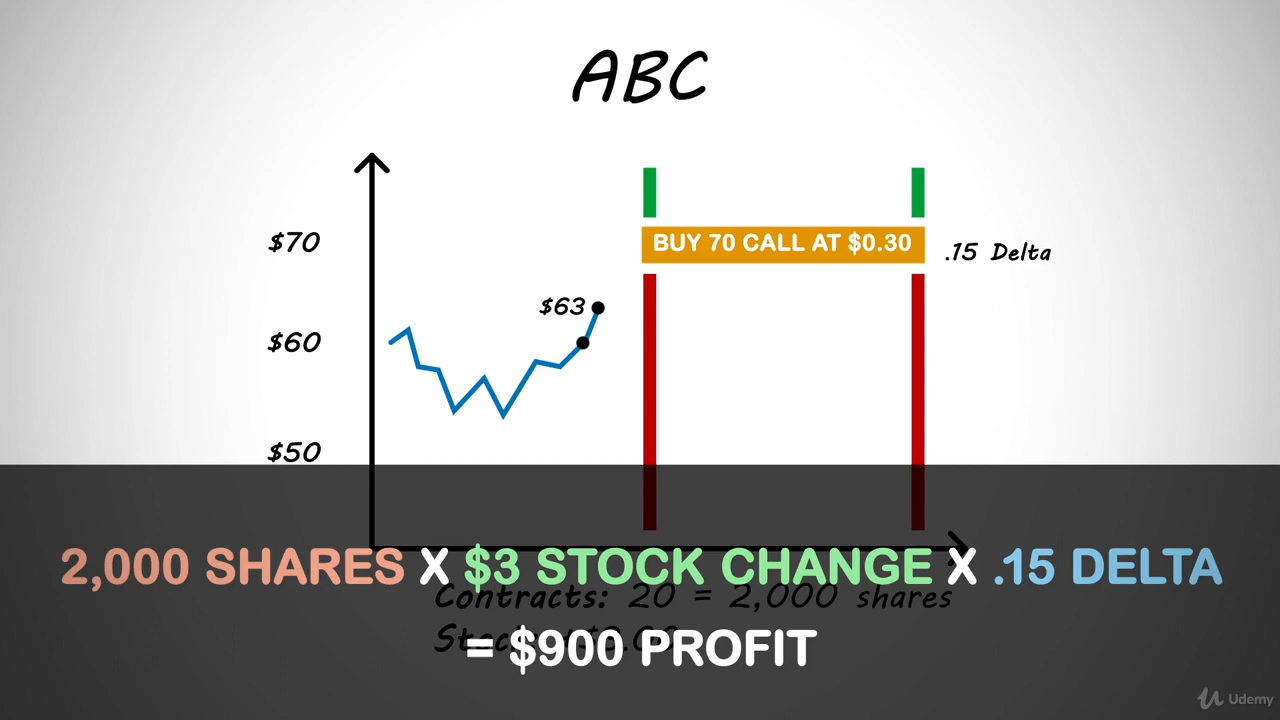 ABC
$70
BUY 70 CALL AT $0.30
.15 Delta
$63
$60
$50
2,000 SHARES X $3 STOCK CHANGE X .15 DELTA
Contracts: 20 = 2,000 shares
= $900 PROFIT
Udemy